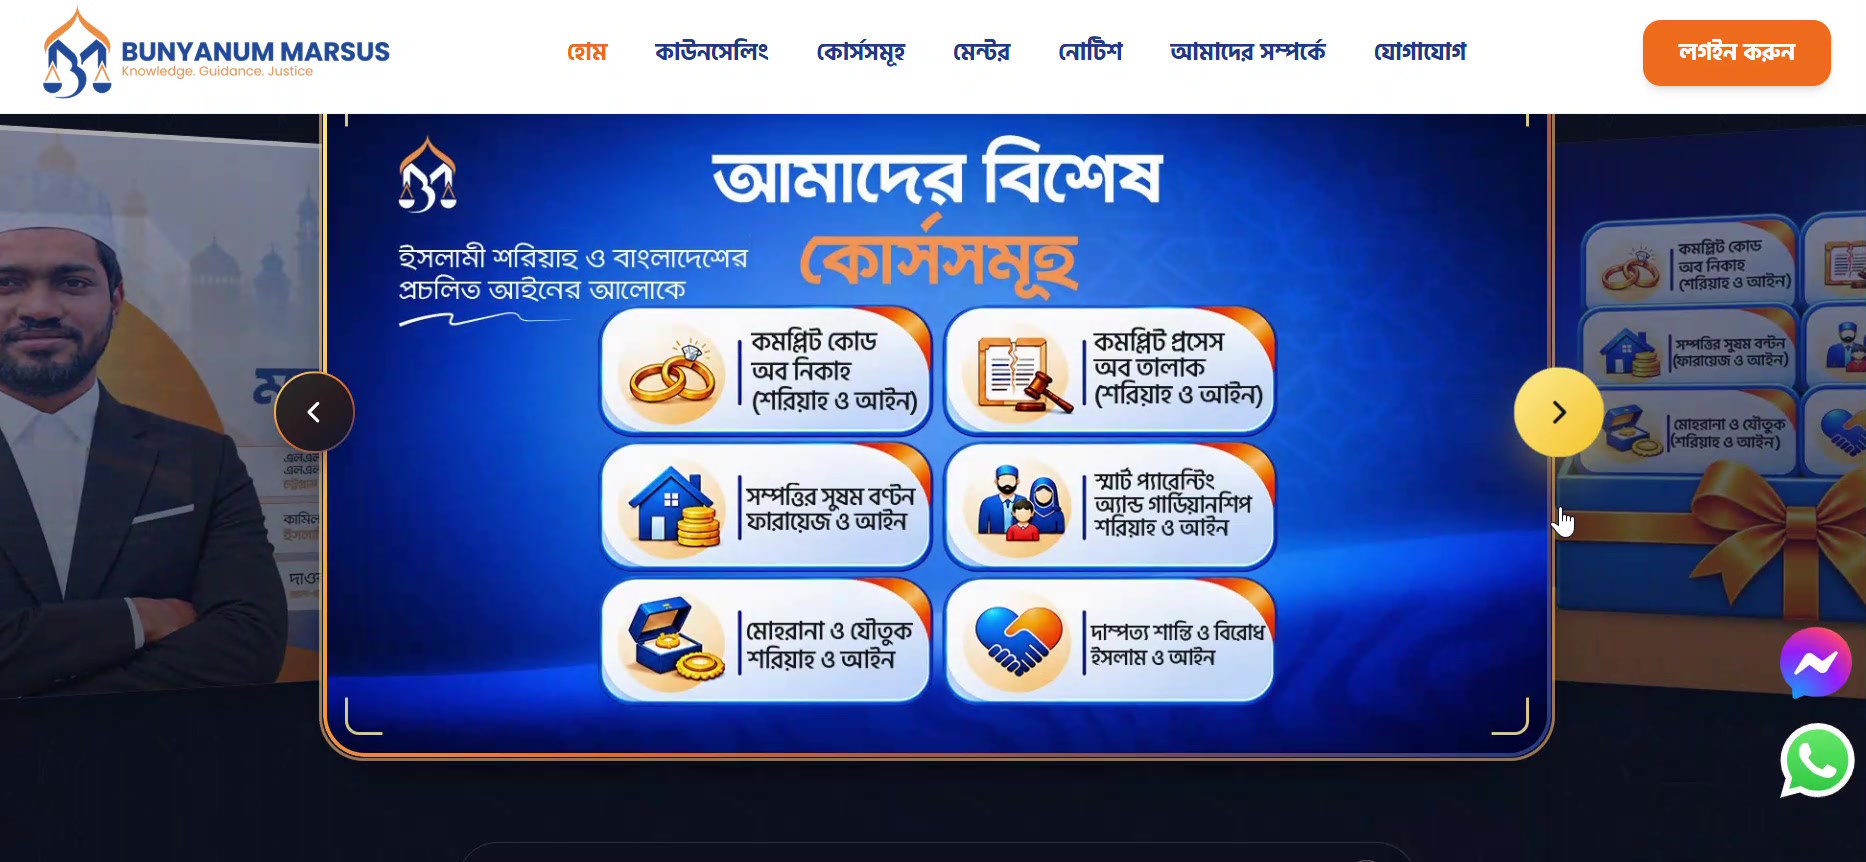 BUNYANUM MARSUS
Knowledge. Guidance. Justice
হোম
কাউন্সেলিং
কোর্সসমূহ
মেন্টর
নোটিশ
আমাদের সম্পর্কে
যোগাযোগ
লগইন করুন
আমাদের বিশেষ
কোর্সসমূহ
ইসলামী শরিয়াহ ও বাংলাদেশের
প্রচলিত আইনের আলোকে
কমপ্লিট কোড
অব নিকাহ
(শরিয়াহ ও আইন)
কমপ্লিট প্রসেস
অব তালাক
(শরিয়াহ ও আইন)
সম্পত্তির সুষম বণ্টন
ফারায়েজ ও আইন
স্মার্ট প্যারেন্টিং
অ্যান্ড গার্ডিয়ানশিপ
শরিয়াহ ও আইন
মোহরানা ও যৌতুক
শরিয়াহ ও আইন
দাম্পত্য শান্তি ও বিরোধ
ইসলাম ও আইন
কমপ্লিট কোড
অব নিকাহ
(শরিয়াহ ও আইন)
সম্পত্তির সুষম বন্টন
(ফারায়েজ ও আইন)
মোহরানা ও যৌতুক
(শরিয়াহ ও আইন)